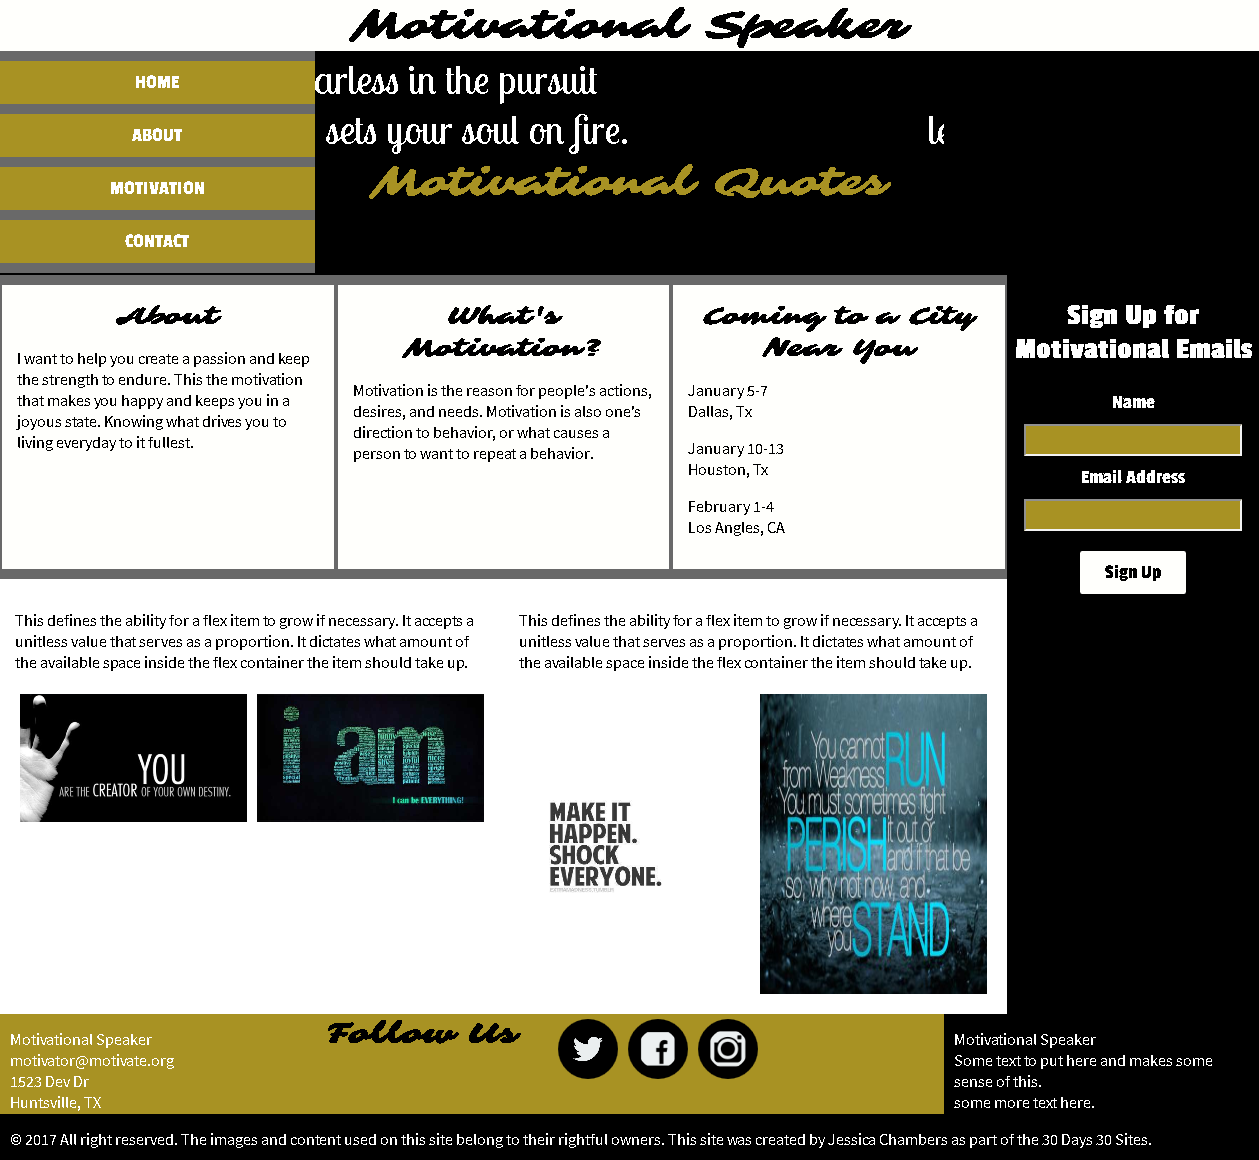 Motivational Speaker
HOME
ABOUT
MOTIVATION
CONTACT
arless in the pursuit
sets your soul on fire.
le
Motivational Quotes
About
I want to help you create a passion and keep
the strength to endure. This the motivation
that makes you happy and keeps you in a
joyous state. Knowing what drives you to
living everyday to it fullest.
What's
Motivation?
Motivation is the reason for people's actions,
desires, and needs. Motivation is also one's
direction to behavior, or what causes a
person to want to repeat a behavior.
Coming to a City
Near You
January 5-7
Dallas, Tx
January 10-13
Houston, Tx
February 1-4
Los Angles, CA
Sign Up for
Motivational Emails
Name
Email Address
Sign Up
This defines the ability for a flex item to grow if necessary. It accepts a
unitless value that serves as a proportion. It dictates what amount of
the available space inside the flex container the item should take up.
This defines the ability for a flex item to grow if necessary. It accepts a
unitless value that serves as a proportion. It dictates what amount of
the available space inside the flex container the item should take up.
YOU
ARE THE CREATOR OF YOUR OWN DESTINY.
i am
I can be EVERYTHING!
MAKE IT
HAPPEN.
SHOCK
EVERYONE.
I You cannot RUN
from Weakness
You must sometimes fight
PERISH it out or
and if that be
so, why not now, and
where
you STAND
Motivational Speaker
motivator@motivate.org
1523 Dev Dr
Huntsville, TX
Follow Us
Motivational Speaker
Some text to put here and makes some
sense of this.
some more text here.
© 2017 All right reserved. The images and content used on this site belong to their rightful owners. This site was created by Jessica Chambers as part of the 30 Days 30 Sites.